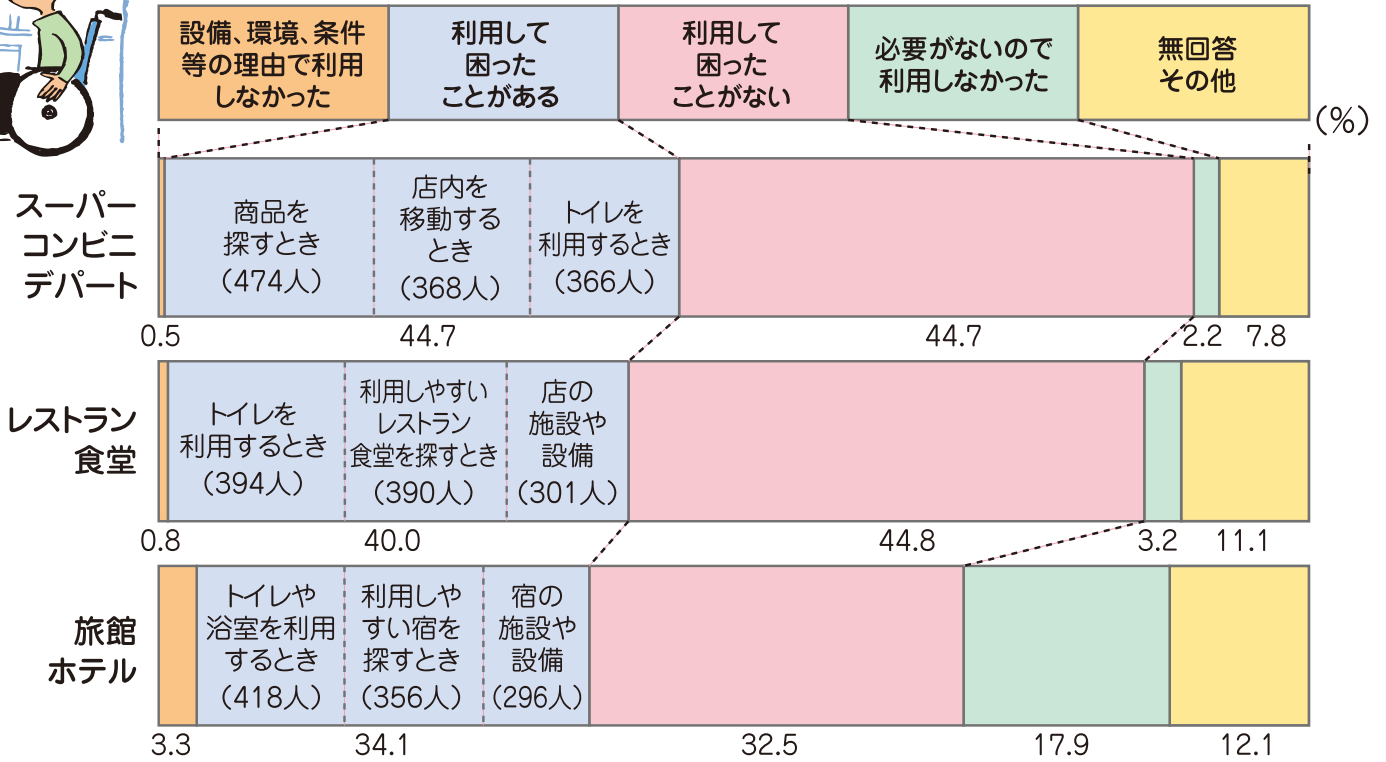 設備、環境、条件
等の理由で利用
しなかった
利用して
困った
ことがある
利用して
困った
ことがない
必要がないので
利用しなかった
無回答
その他
(%)
スーパー
コンビニ
デパート
商品を
探すとき
(474人)
店内を
移動する
とき
(368人)
トイレを
利用するとき
(366人)
0.5
44.7
44.7
2.2
7.8
レストラン
食堂
トイレを
利用するとき
(394人)
利用しやすい
レストラン
食堂を探すとき
(390人)
店の
施設や
設備
(301人)
0.8
40.0
44.8
3.2
11.1
旅館
ホテル
トイレや
浴室を利用
するとき
(418人)
利用しや
すい宿を
探すとき
(356人)
宿の
施設や
設備
(296人)
3.3
34.1
32.5
17.9
12.1